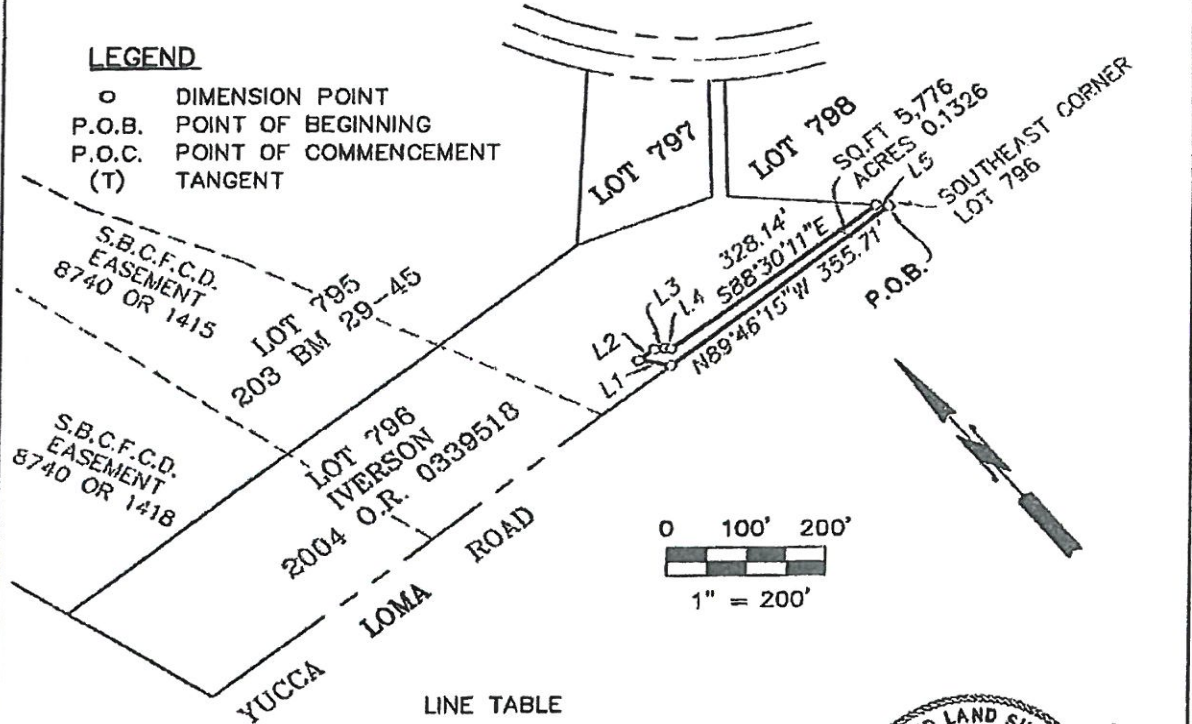 LEGEND
o DIMENSION POINT
P.O.B. POINT OF BEGINNING
P.O.C. POINT OF COMMENCEMENT
(T) TANGENT
LOT 797
LOT 798
SQ.FT 5,776
ACRES 0.1326
L5
SOUTHEAST CORNER
LOT 796
S.B.C.F.C.D.
EASEMENT
8740 OR 1415
LOT 795
203 BM 29-45
328.14'
S88°30'11"E
N89°46'15"W 355.71'
P.O.B.
L3
L4
L2
L1
S.B.C.F.C.D.
EASEMENT
8740 OR 1418
LOT 796
IVERSON
2004 O.R. 0339518
YUCCA LOMA ROAD
0 100' 200'
1" = 200'
LINE TABLE
LAND